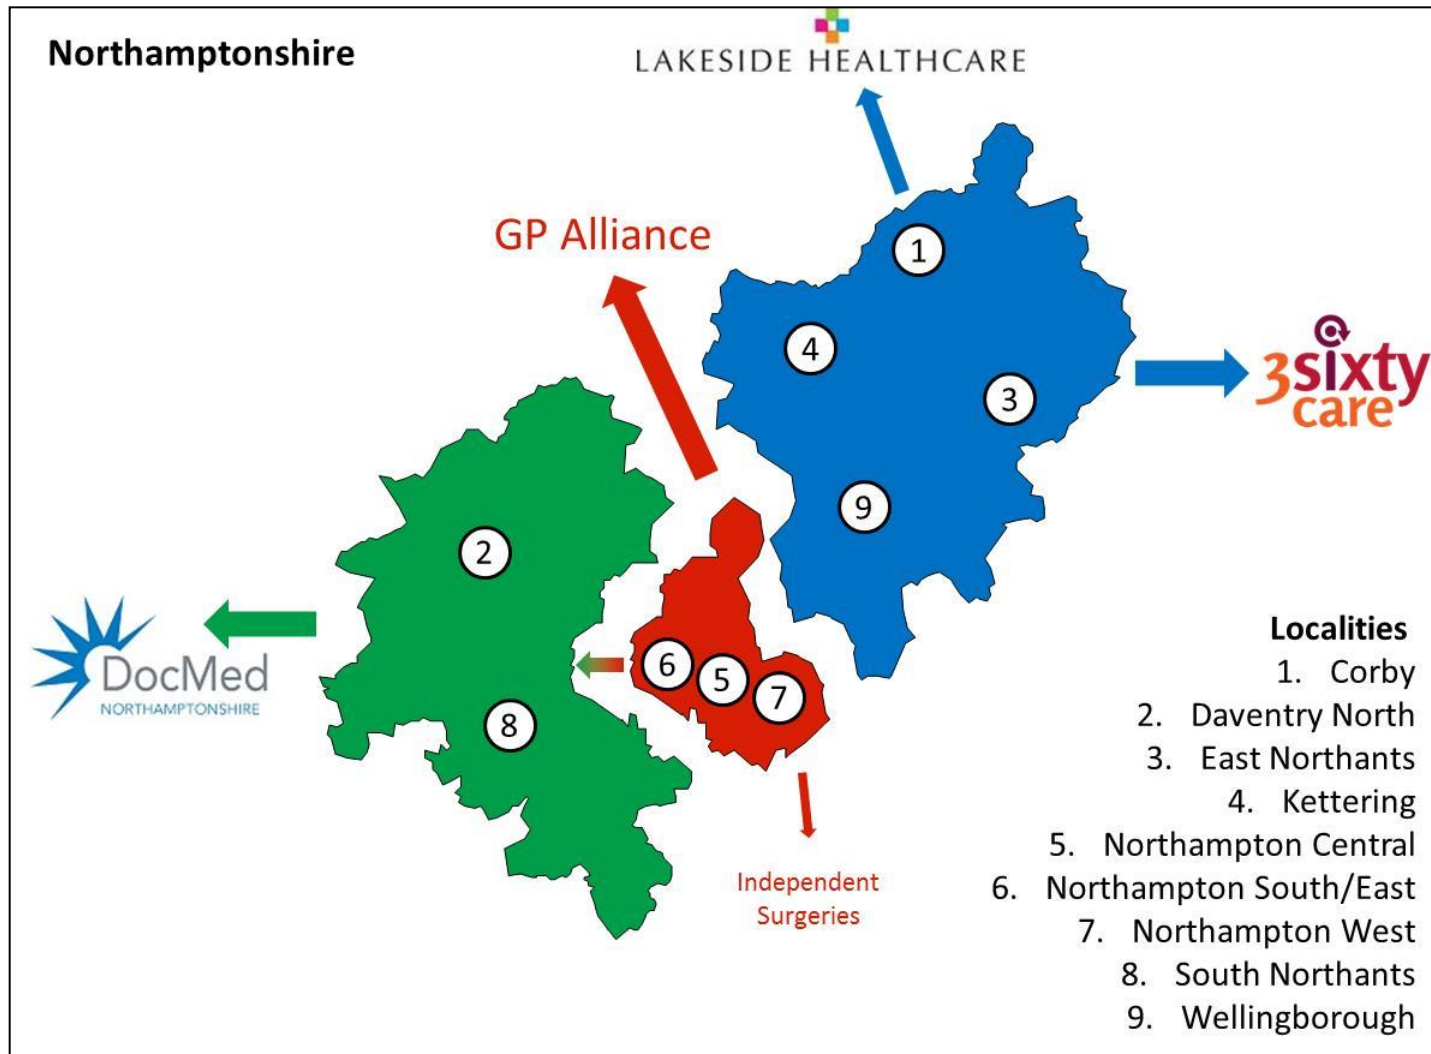 Northamptonshire
LAKESIDE HEALTHCARE
GP Alliance
1
4
3
3sixty
care
9
2
6
5
7
8
DocMed
NORTHAMPTONSHIRE
Independent
Surgeries
Localities
1. Corby
2. Daventry North
3. East Northants
4. Kettering
5. Northampton Central
6. Northampton South/East
7. Northampton West
8. South Northants
9. Wellingborough